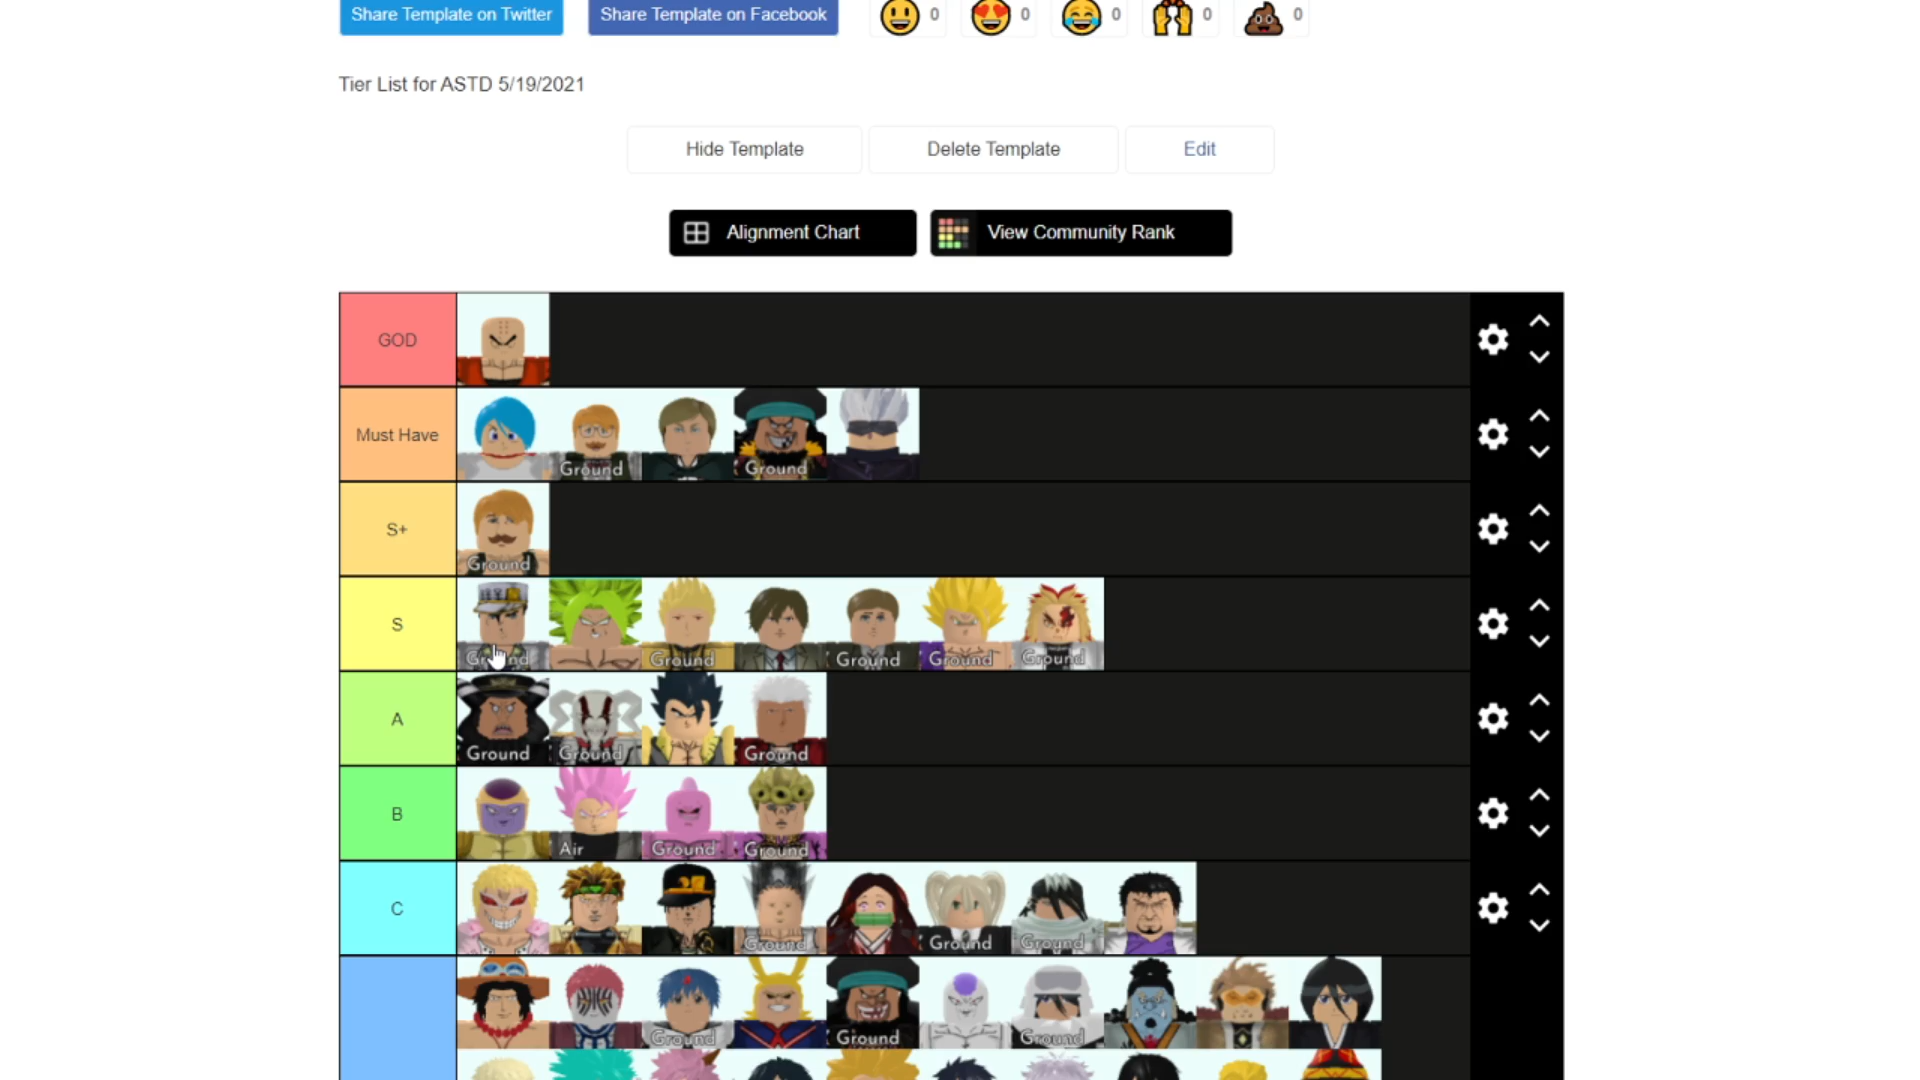 Share Template on Twitter
Share Template on Facebook
0
0
0
0
0
Tier List for ASTD 5/19/2021
Hide Template
Delete Template
Edit
Alignment Chart
View Community Rank
GOD
Must Have
Ground
Ground
S+
Ground
S
Ground
Ground
Ground
Ground
Ground
A
Ground
Ground
Ground
B
Air
Ground
Ground
C
Ground
Ground
Ground
Ground
Ground
Ground